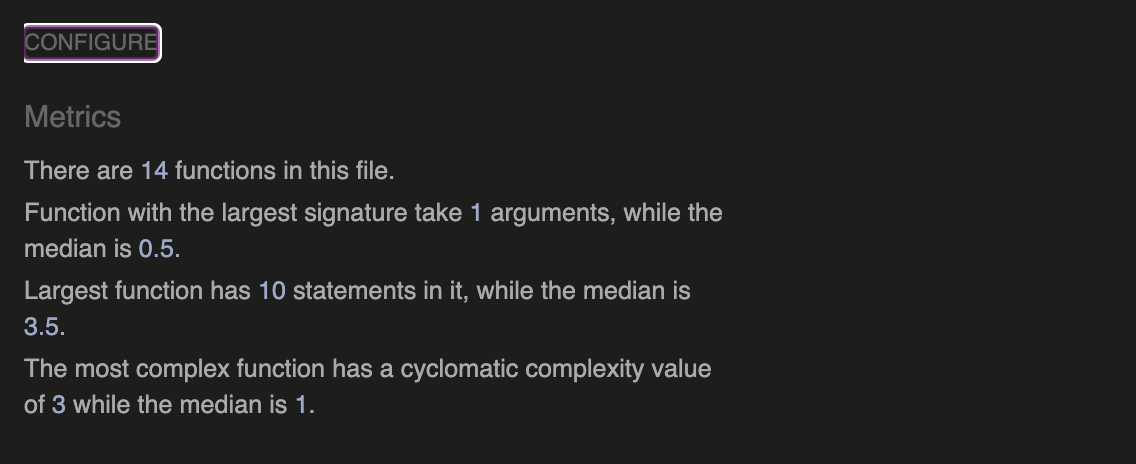 CONFIGURE
Metrics
There are 14 functions in this file.
Function with the largest signature take 1 arguments, while the
median is 0.5.
Largest function has 10 statements in it, while the median is
3.5.
The most complex function has a cyclomatic complexity value
of 3 while the median is 1.